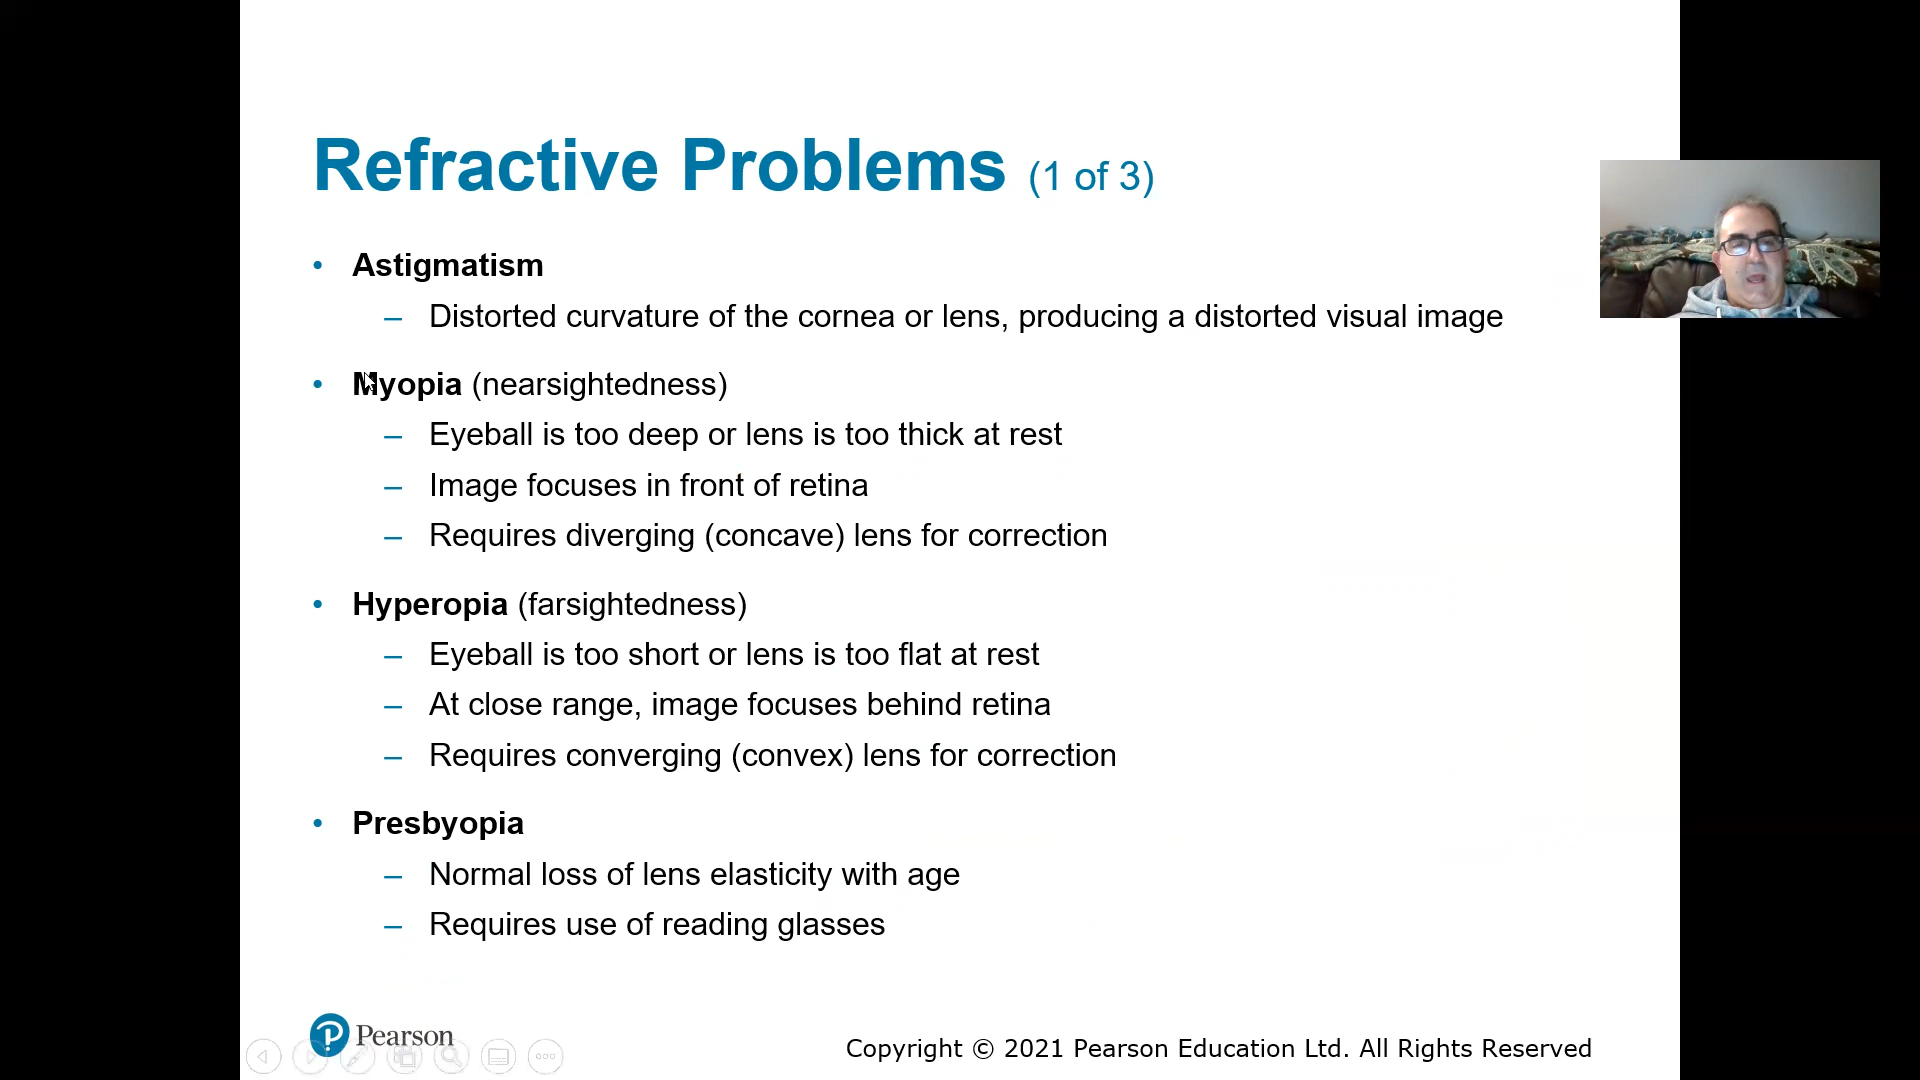 Refractive Problems (1 of 3)
• Astigmatism
– Distorted curvature of the cornea or lens, producing a distorted visual image
• Myopia (nearsightedness)
– Eyeball is too deep or lens is too thick at rest
– Image focuses in front of retina
– Requires diverging (concave) lens for correction
• Hyperopia (farsightedness)
– Eyeball is too short or lens is too flat at rest
– At close range, image focuses behind retina
– Requires converging (convex) lens for correction
• Presbyopia
– Normal loss of lens elasticity with age
– Requires use of reading glasses
Pearson
Copyright © 2021 Pearson Education Ltd. All Rights Reserved